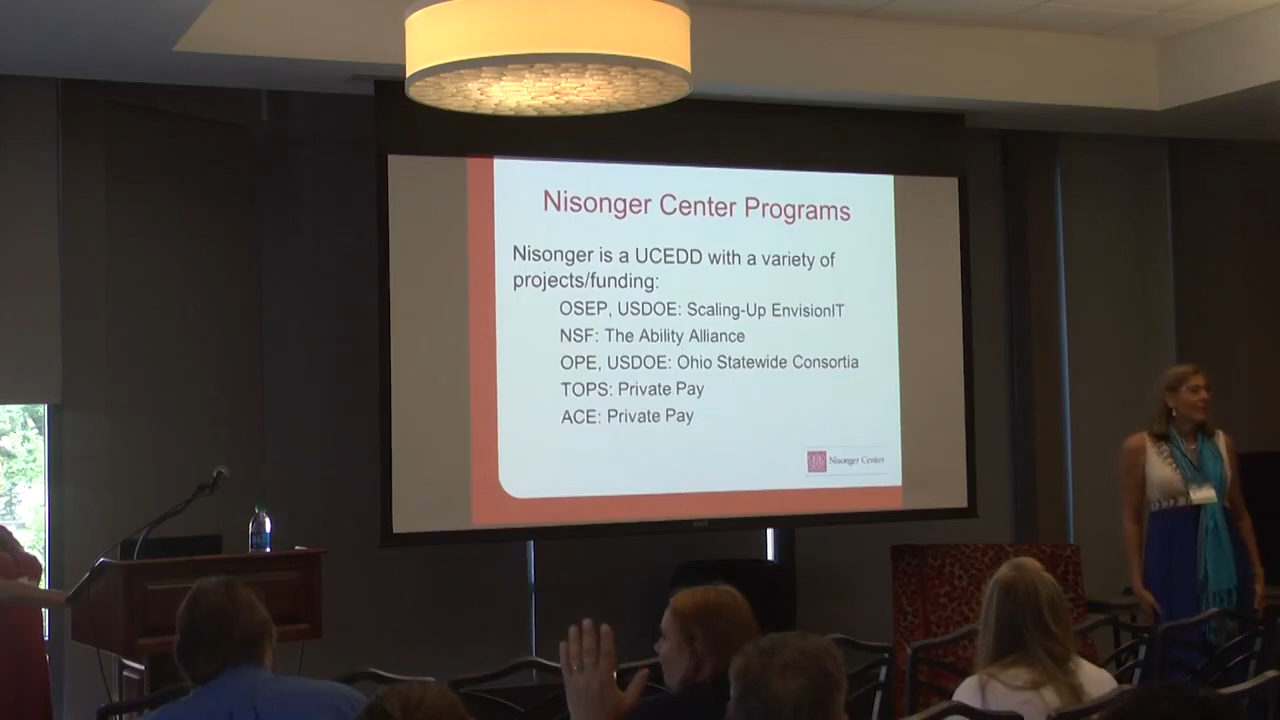 Nisonger Center Programs
Nisonger is a UCEDD with a variety of
projects/funding:
OSEP, USDOE: Scaling-Up EnvisionIT
NSF: The Ability Alliance
OPE, USDOE: Ohio Statewide Consortia
TOPS: Private Pay
ACE: Private Pay
Nisonger Center